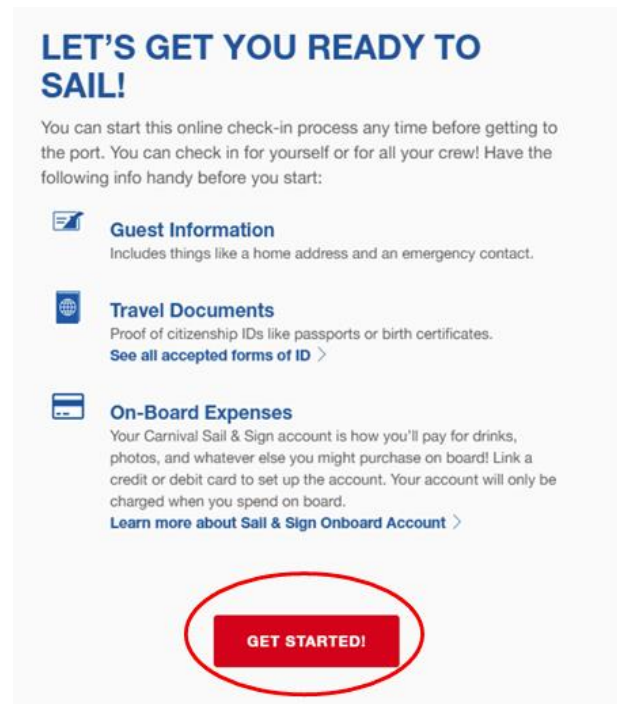 LET'S GET YOU READY TO
SAIL!
You can start this online check-in process any time before getting to
the port. You can check in for yourself or for all your crew! Have the
following info handy before you start:
Guest Information
Includes things like a home address and an emergency contact.
Travel Documents
Proof of citizenship IDs like passports or birth certificates.
See all accepted forms of ID >
On-Board Expenses
Your Carnival Sail & Sign account is how you'll pay for drinks,
photos, and whatever else you might purchase on board! Link a
credit or debit card to set up the account. Your account will only be
charged when you spend on board.
Learn more about Sail & Sign Onboard Account >
GET STARTED!